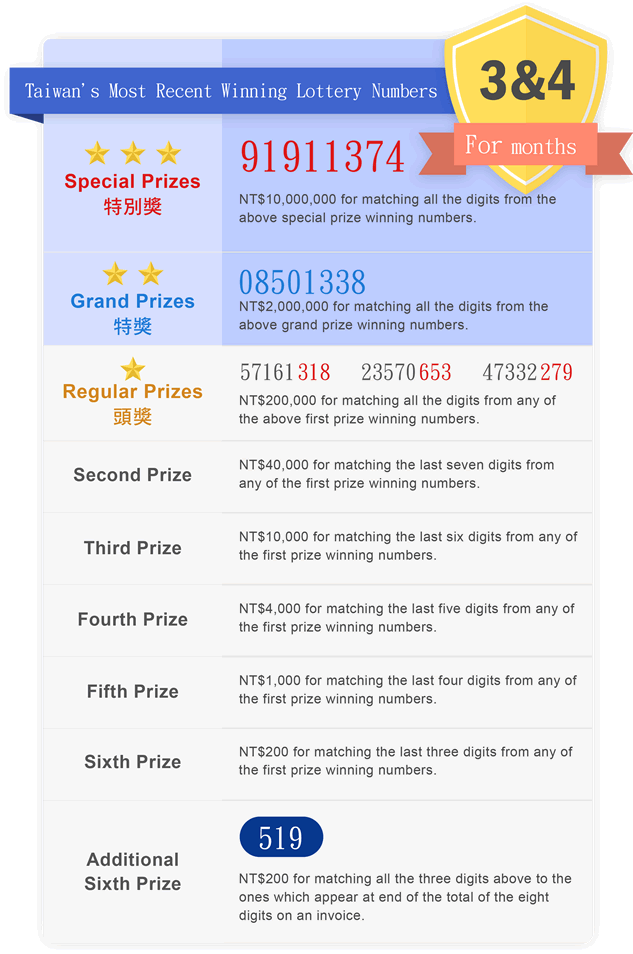 3&4
Taiwan's Most Recent Winning Lottery Numbers
For months
Special Prizes
特別獎
91911374
NT$10,000,000 for matching all the digits from the
above special prize winning numbers.
Grand Prizes
特獎
08501338
NT$2,000,000 for matching all the digits from the
above grand prize winning numbers.
Regular Prizes
頭獎
57161318 23570653 47332279
NT$200,000 for matching all the digits from any of
the above first prize winning numbers.
Second Prize
NT$40,000 for matching the last seven digits from
any of the first prize winning numbers.
Third Prize
NT$10,000 for matching the last six digits from any of
the first prize winning numbers.
Fourth Prize
NT$4,000 for matching the last five digits from any of
the first prize winning numbers.
Fifth Prize
NT$1,000 for matching the last four digits from any of
the first prize winning numbers.
Sixth Prize
NT$200 for matching the last three digits from any of
the first prize winning numbers.
Additional
Sixth Prize
519
NT$200 for matching all the three digits above to the
ones which appear at end of the total of the eight
digits on an invoice.